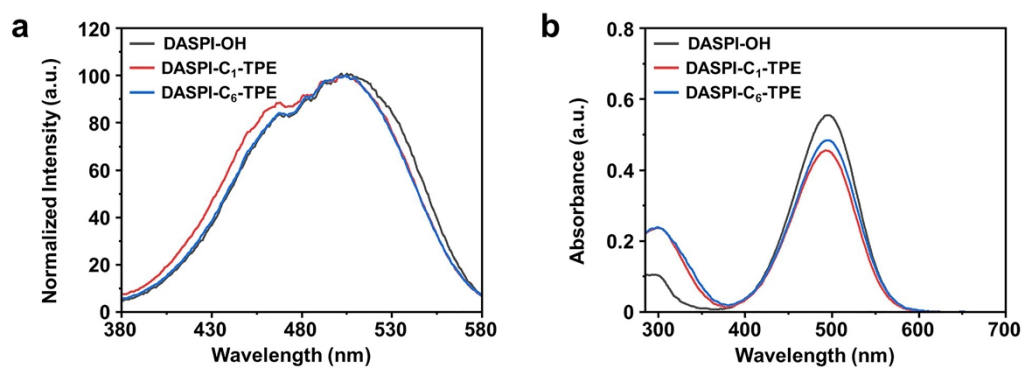 a
DASPI-OH
DASPI-C1-TPE
DASPI-C6-TPE
Normalized Intensity (a.u.)
120
100
80
60
40
20
0
380 430 480 530 580
Wavelength (nm)
b
DASPI-OH
DASPI-C1-TPE
DASPI-C6-TPE
Absorbance (a.u.)
0.8
0.6
0.4
0.2
0
300 400 500 600 700
Wavelength (nm)